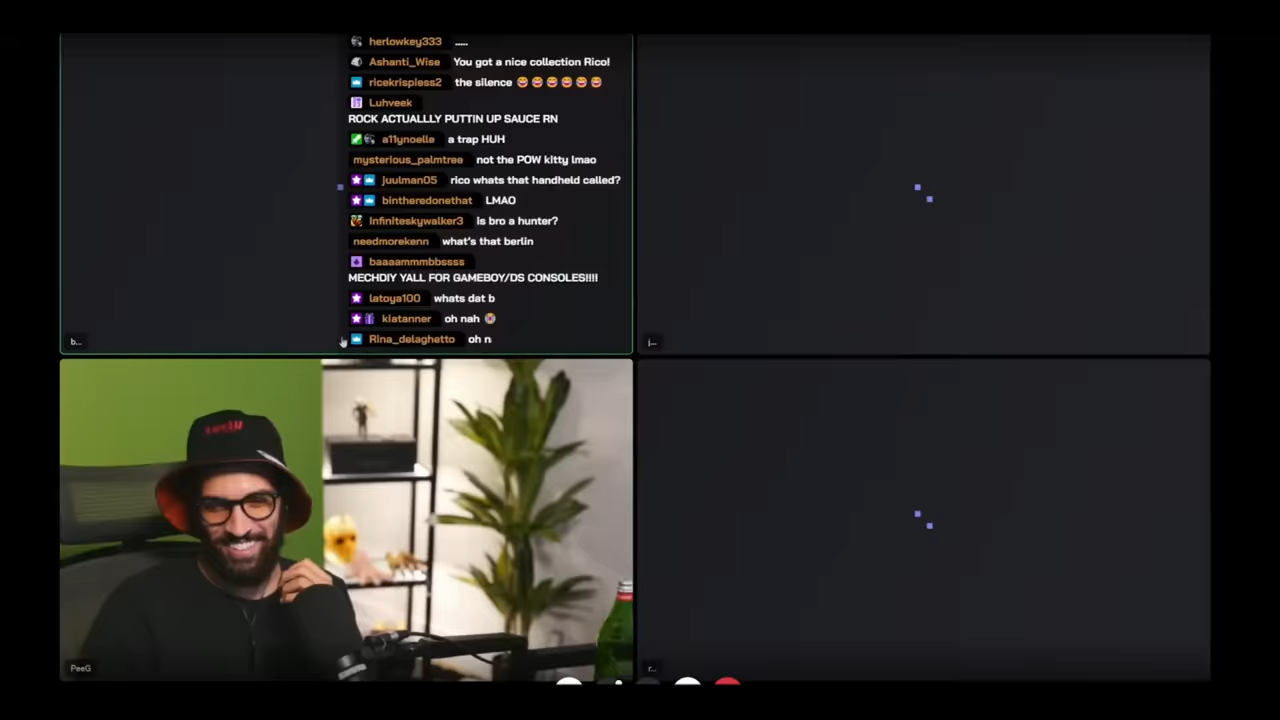 herlowkey333 .....
Ashanti_Wise You got a nice collection Rico!
ricekrispiess2 the silence 😂😂😂😂😂😂
Luhveek
ROCK ACTUALLLY PUTTIN UP SAUCE RN
a11ynoelle a trap HUH
mysterious_palmtree not the POW kitty lmao
juulman05 rico whats that handheld called?
bintheredonethat LMAO
Infiniteskywalker3 is bro a hunter?
needmorekenn what's that berlin
baaaammmbbssss
MECHDIY YALL FOR GAMEBOY/DS CONSOLES!!!!
latoya100 whats dat b
kiatanner oh nah
Rina_delaghetto oh n
b...
j...
PeeG
r...